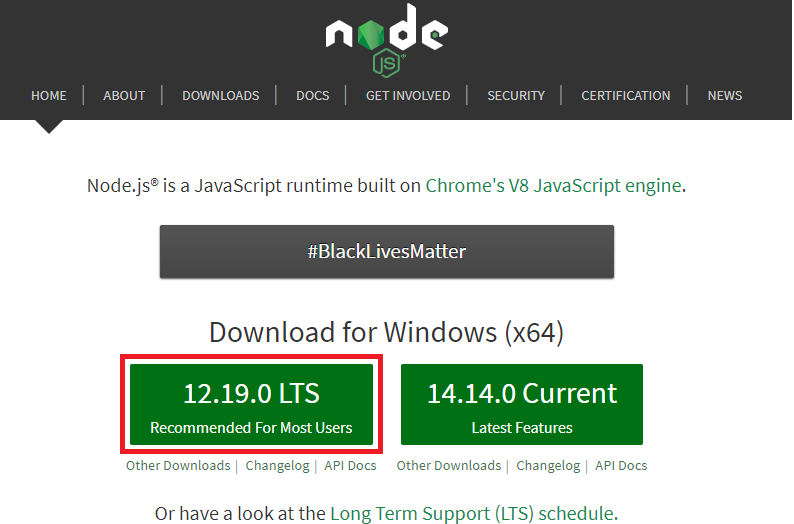 node
JS®
HOME | ABOUT | DOWNLOADS | DOCS | GET INVOLVED | SECURITY | CERTIFICATION | NEWS
Node.js® is a JavaScript runtime built on Chrome's V8 JavaScript engine.
#BlackLivesMatter
Download for Windows (x64)
12.19.0 LTS 14.14.0 Current
Recommended For Most Users Latest Features
Other Downloads | Changelog | API Docs Other Downloads | Changelog | API Docs
Or have a look at the Long Term Support (LTS) schedule.